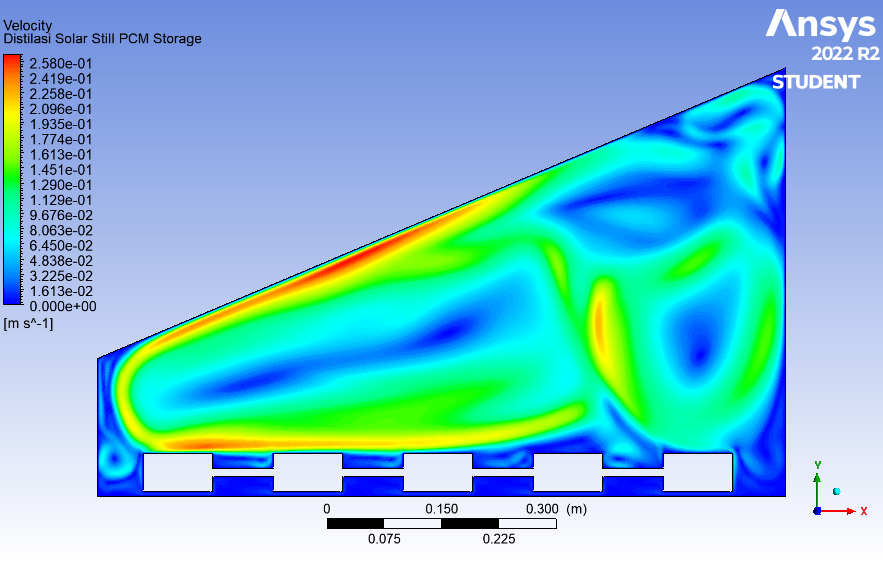 Velocity
Distilasi Solar Still PCM Storage
2.580e-01
2.419e-01
2.258e-01
2.096e-01
1.935e-01
1.774e-01
1.613e-01
1.451e-01
1.290e-01
1.129e-01
9.676e-02
8.063e-02
6.450e-02
4.838e-02
3.225e-02
1.613e-02
0.000e+00
[m s^-1]
Ansys
2022 R2
STUDENT
0 0.150 0.300 (m)
0.075 0.225
Y
X